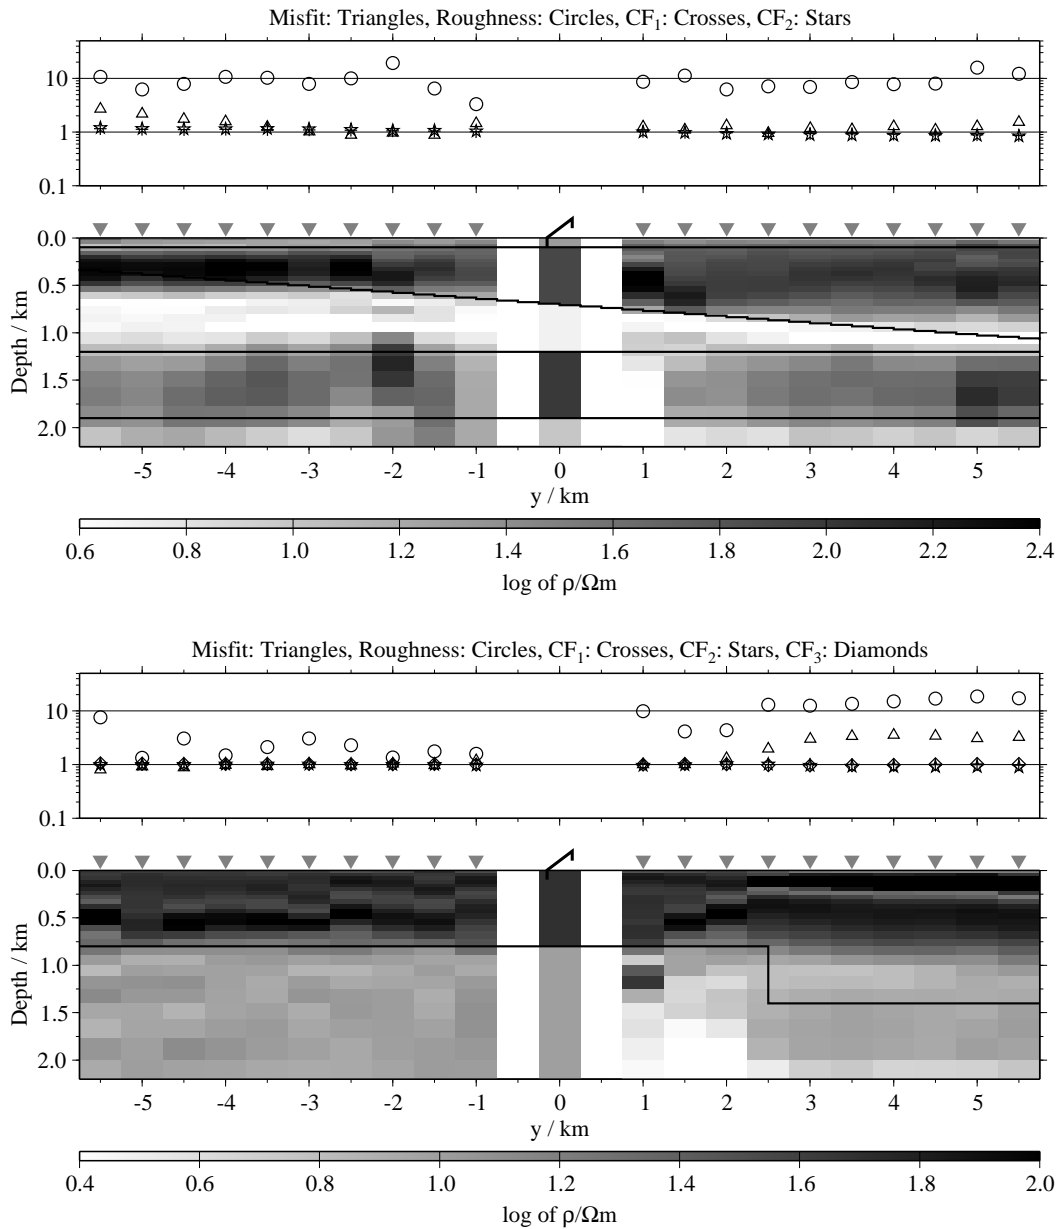 Misfit: Triangles, Roughness: Circles, CF₁: Crosses, CF₂: Stars
10
1
0.1
0.0
0.5
1.0
1.5
2.0
Depth / km
-5 -4 -3 -2 -1 0 1 2 3 4 5
y / km
0.6 0.8 1.0 1.2 1.4 1.6 1.8 2.0 2.2 2.4
log of ρ/Ωm
Misfit: Triangles, Roughness: Circles, CF₁: Crosses, CF₂: Stars, CF₃: Diamonds
10
1
0.1
0.0
0.5
1.0
1.5
2.0
Depth / km
-5 -4 -3 -2 -1 0 1 2 3 4 5
y / km
0.4 0.6 0.8 1.0 1.2 1.4 1.6 1.8 2.0
log of ρ/Ωm